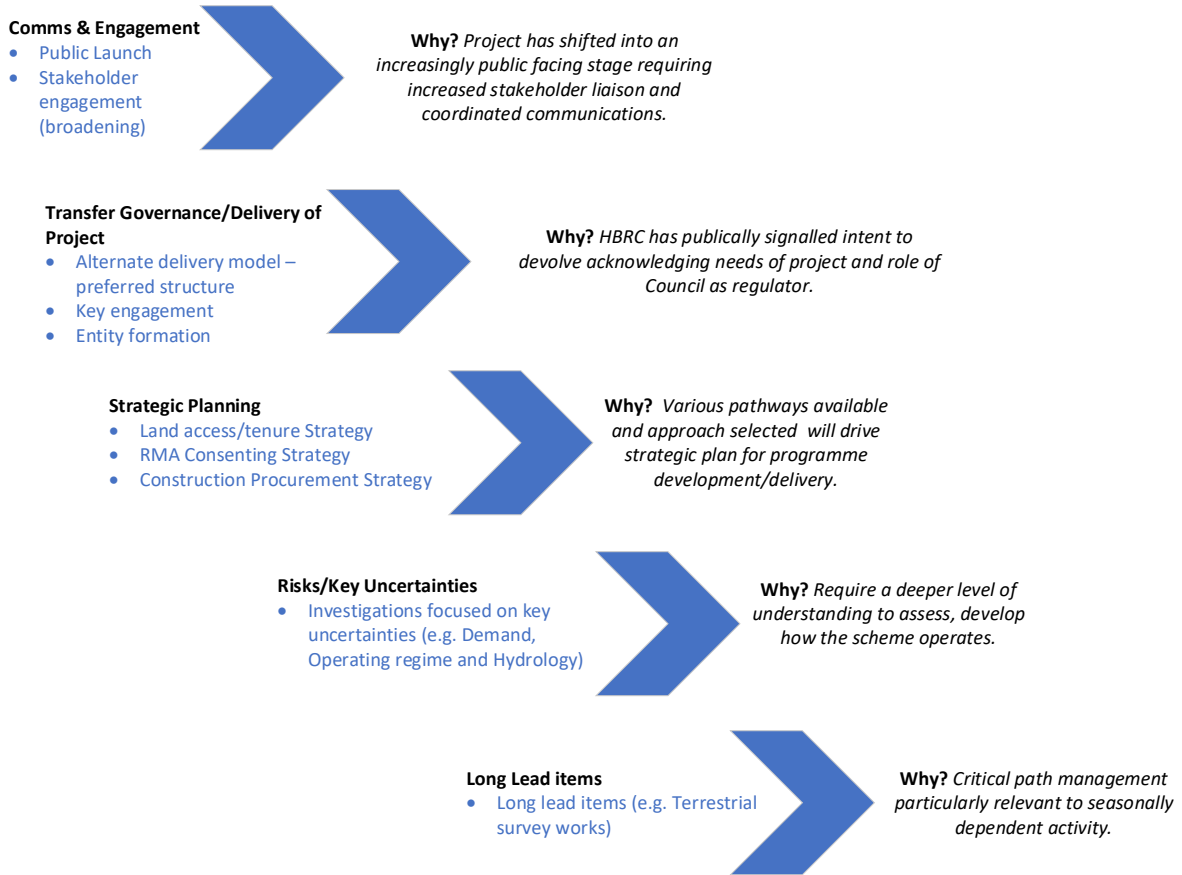 Comms & Engagement
• Public Launch
• Stakeholder
engagement
(broadening)
Why? Project has shifted into an
increasingly public facing stage requiring
increased stakeholder liaison and
coordinated communications.
Transfer Governance/Delivery of
Project
• Alternate delivery model –
preferred structure
• Key engagement
• Entity formation
Why? HBRC has publically signalled intent to
devolve acknowledging needs of project and role of
Council as regulator.
Strategic Planning
• Land access/tenure Strategy
• RMA Consenting Strategy
• Construction Procurement Strategy
Why? Various pathways available
and approach selected will drive
strategic plan for programme
development/delivery.
Risks/Key Uncertainties
• Investigations focused on key
uncertainties (e.g. Demand,
Operating regime and Hydrology)
Why? Require a deeper level of
understanding to assess, develop
how the scheme operates.
Long Lead items
• Long lead items (e.g. Terrestrial
survey works)
Why? Critical path management
particularly relevant to seasonally
dependent activity.